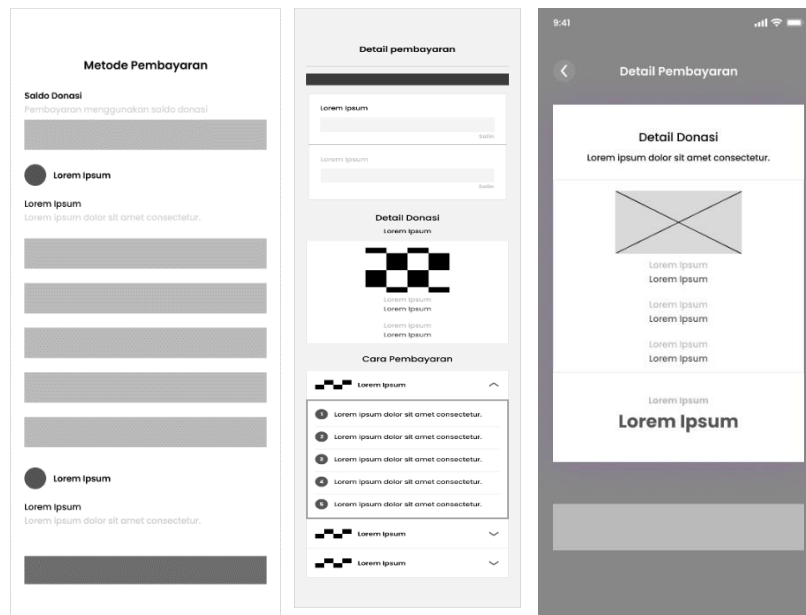 Metode Pembayaran
Saldo Donasi
Pembayaran menggunakan saldo donasi
Lorem Ipsum
Lorem Ipsum
Lorem ipsum dolor sit amet consectetur.
Lorem Ipsum
Lorem Ipsum
Lorem ipsum dolor sit amet consectetur.
Detail pembayaran
Lorem Ipsum
Salin
Lorem Ipsum
Salin
Detail Donasi
Lorem Ipsum
Lorem Ipsum
Lorem Ipsum
Lorem Ipsum
Lorem Ipsum
Cara Pembayaran
Lorem Ipsum
1 Lorem ipsum dolor sit amet consectetur.
2 Lorem ipsum dolor sit amet consectetur.
3 Lorem ipsum dolor sit amet consectetur.
4 Lorem ipsum dolor sit amet consectetur.
5 Lorem ipsum dolor sit amet consectetur.
Lorem Ipsum
Lorem Ipsum
9:41
Detail Pembayaran
Detail Donasi
Lorem ipsum dolor sit amet consectetur.
Lorem Ipsum
Lorem Ipsum
Lorem Ipsum
Lorem Ipsum
Lorem Ipsum
Lorem Ipsum
Lorem Ipsum
Lorem Ipsum